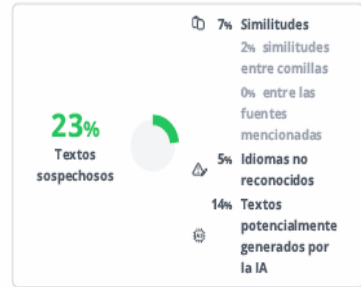 23%
Textos
sospechosos
7% Similitudes
2% similitudes
entre comillas
0% entre las
fuentes
mencionadas
5% Idiomas no
reconocidos
14% Textos
potencialmente
generados por
la IA